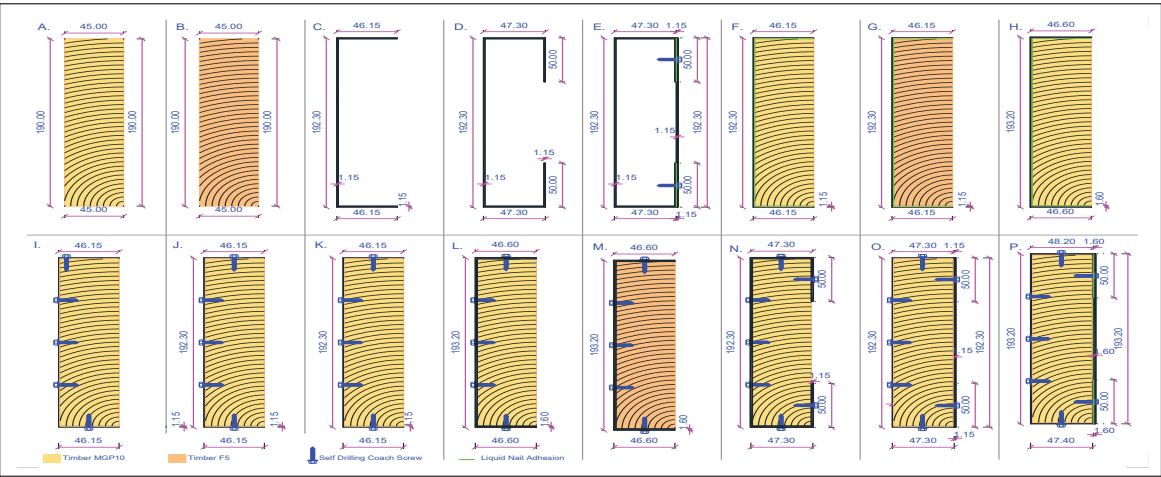 A. 45.00 190.00 190.00 45.00
B. 45.00 190.00 45.00
C. 46.15 192.30 1.15 1.15 46.15
D. 47.30 50.00 192.30 1.15 1.15 50.00 47.30
E. 47.30 1.15 50.00 192.30 192.30 1.15 1.15 50.00 47.30 1.15
F. 46.15 192.30 1.15 46.15
G. 46.15 192.30 1.15 46.15
H. 46.60 193.20 1.60 46.60
I. 46.15 1.15 46.15
J. 46.15 192.30 1.15 46.15
K. 46.15 192.30 1.15 46.15
L. 46.60 193.20 1.60 46.60
M. 46.60 193.20 1.60 46.60
N. 47.30 50.00 192.30 1.15 50.00 47.30
O. 47.30 1.15 50.00 192.30 192.30 1.15 50.00 47.30 1.15
P. 48.20 1.60 50.00 193.20 193.20 1.60 50.00 47.40 1.60
Timber MGP10
Timber F5
Self Drilling Coach Screw
Liquid Nail Adhesion